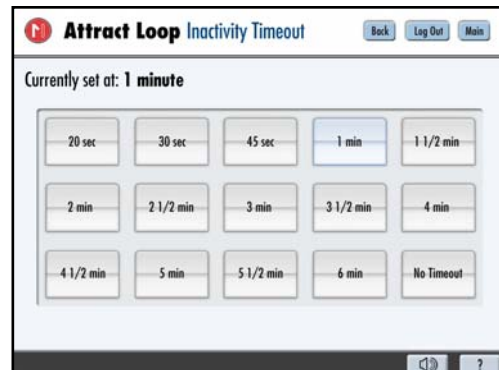 Attract Loop Inactivity Timeout Back Log Out Main
Currently set at: 1 minute
20 sec 30 sec 45 sec 1 min 1 1/2 min
2 min 2 1/2 min 3 min 3 1/2 min 4 min
4 1/2 min 5 min 5 1/2 min 6 min No Timeout
?